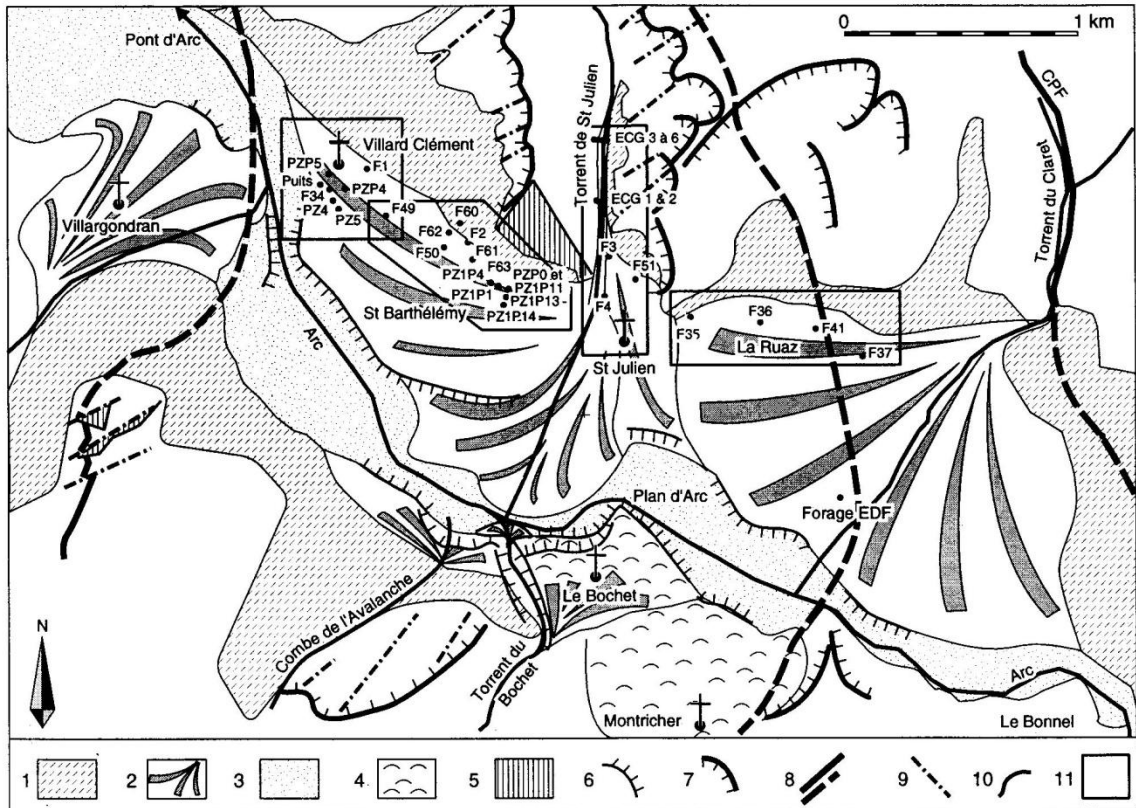 0 1 km
Pont d'Arc
Torrent de St Julien
CPF
Torrent du Claret
Villard Clément
ECG 3 à 6
PZP5
F1
Puits
PZP4
F34
PZ4
PZ5
F49
ECG 1 & 2
Villargondran
F60
F62
F2
F50
F61
F3
F51
PZ1P4
F63
PZP0 et
PZ1P11
PZ1P1
PZ1P13 -
PZ1P14
F4
St Barthélémy
F35
F36
F41
La Ruaz
F37
St Julien
Arc
Plan d'Arc
Forage EDF
Le Bochet
Combe de l'Avalanche
Torrent du
Bochet
N
Montricher
Arc
Le Bonnel
1 2 3 4 5 6 7 8 9 10 11